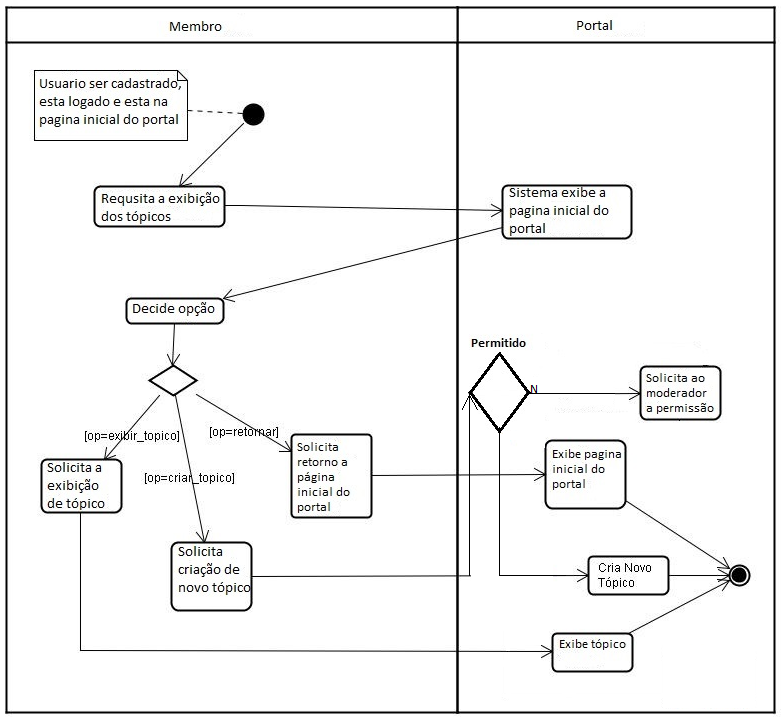 Membro
Portal
Usuario ser cadastrado,
esta logado e esta na
pagina inicial do portal
Requsita a exibição
dos tópicos
Sistema exibe a
pagina inicial do
portal
Decide opção
Permitido
N
Solicita ao
moderador
a permissão
[op=exibir_topico]
[op=retornar]
[op=criar_topico]
Solicita a
exibição
de tópico
Solicita
retorno a
página
inicial do
portal
Exibe pagina
inicial do
portal
Solicita
criação de
novo tópico
Cria Novo
Tópico
Exibe tópico